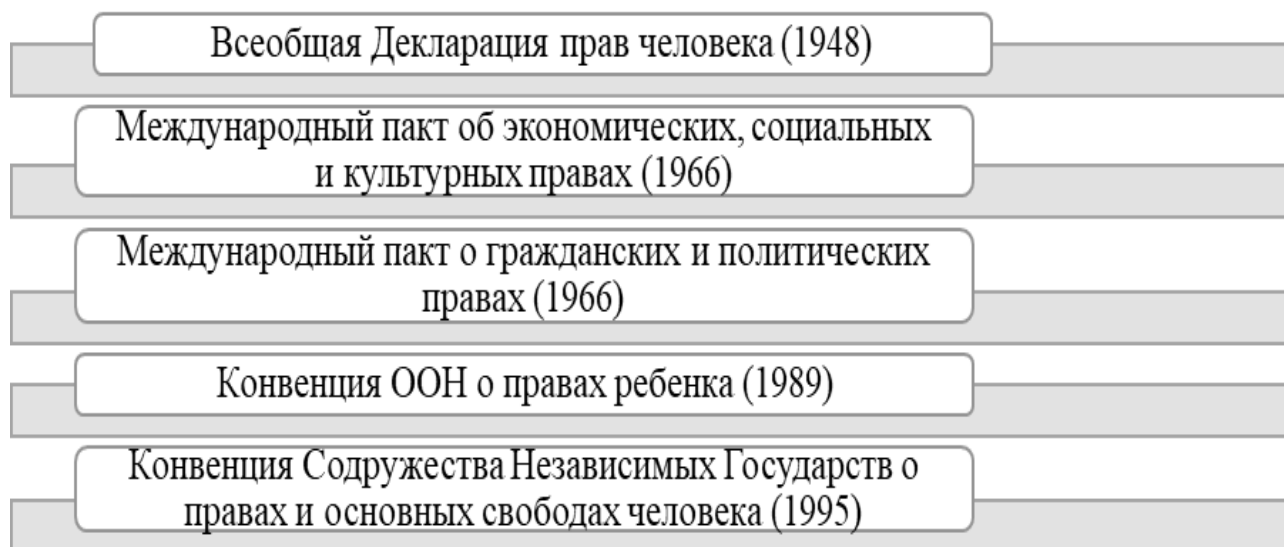 Всеобщая Декларация прав человека (1948)
Международный пакт об экономических, социальных
и культурных правах (1966)
Международный пакт о гражданских и политических
правах (1966)
Конвенция ООН о правах ребенка (1989)
Конвенция Содружества Независимых Государств о
правах и основных свободах человека (1995)